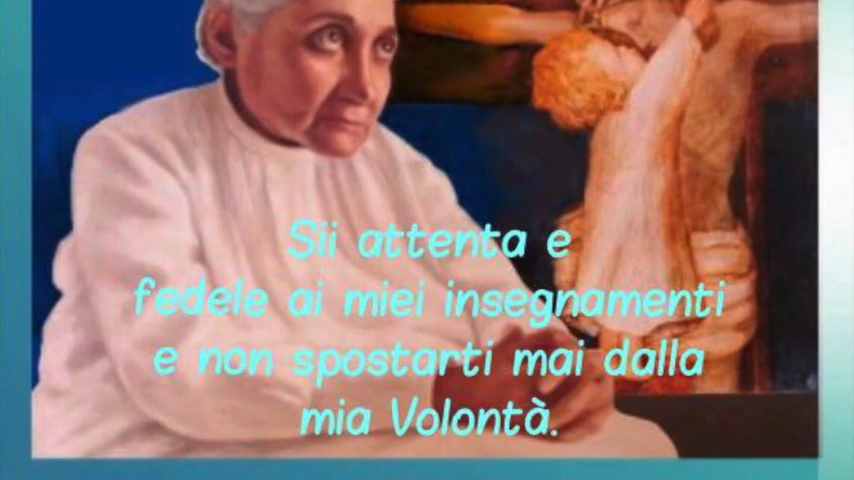 Sii attenta e
fedele ai miei insegnamenti
e non spostarti mai dalla
mia Volontà.